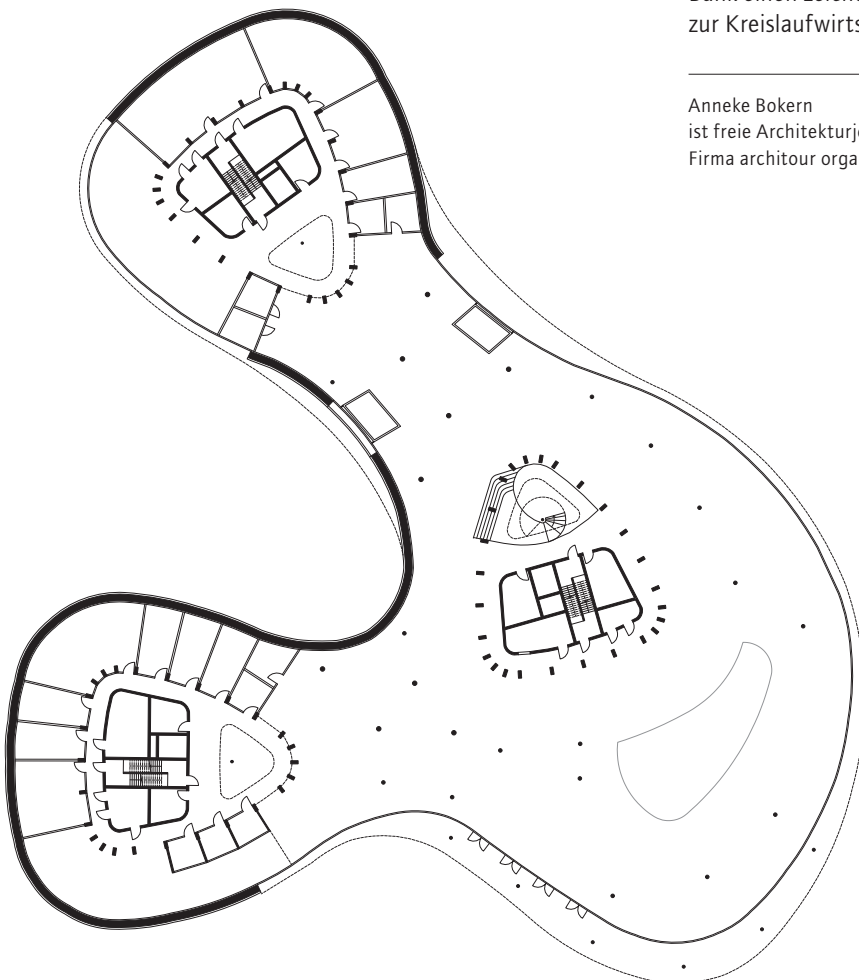 zur Kreislaufwirts
Anneke Bokern
ist freie Architekturj
Firma architour orga